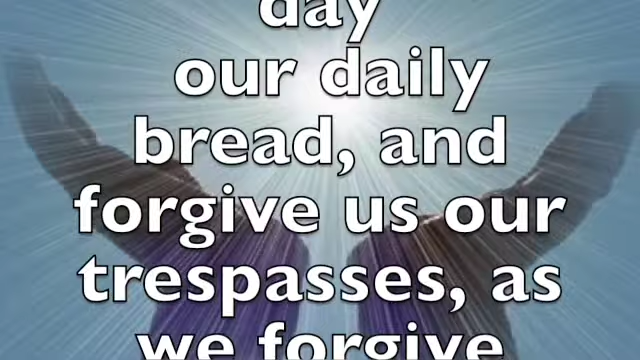 day
our daily
bread, and
forgive us our
trespasses, as
we forgive